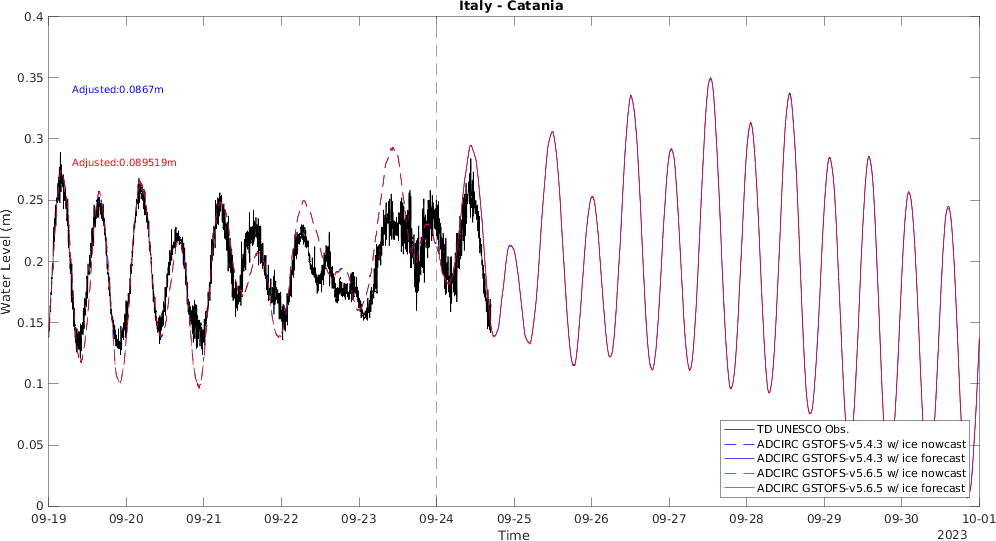 Italy - Catania
0.4
0.35
0.3
0.25
0.2
0.15
0.1
0.05
0
Water Level (m)
Adjusted:0.0867m
Adjusted:0.089519m
TD UNESCO Obs.
ADCIRC GSTOFS-v5.4.3 w/ ice nowcast
ADCIRC GSTOFS-v5.4.3 w/ ice forecast
ADCIRC GSTOFS-v5.6.5 w/ ice nowcast
ADCIRC GSTOFS-v5.6.5 w/ ice forecast
09-19 09-20 09-21 09-22 09-23 09-24 09-25 09-26 09-27 09-28 09-29 09-30 10-01
Time
2023